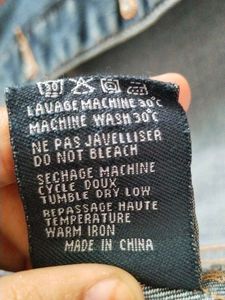 30
LAVAGE MACHINE 30°C
MACHINE WASH 30°C
NE PAS JAVELLISER
DO NOT BLEACH
SECHAGE MACHINE
CYCLE DOUX
TUMBLE DRY LOW
REPASSAGE HAUTE
TEMPERATURE
WARM IRON
MADE IN CHINA